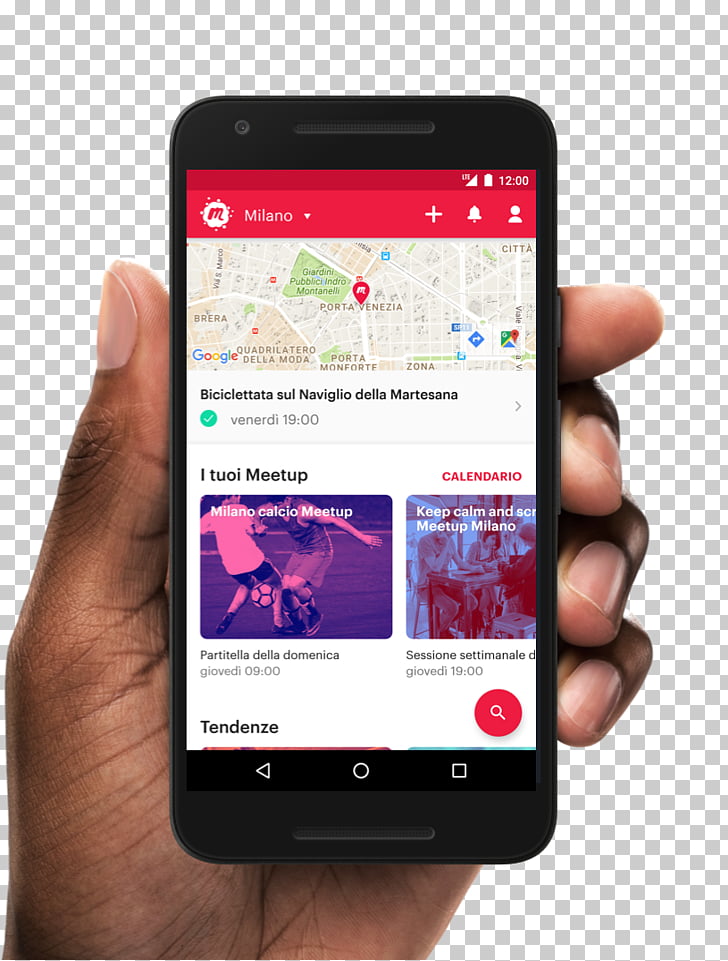 LTE 12:00
m Milano
CITTÀ
Via S. Marco
Giardini
Pubblici Indro
Montanelli
m
PORTA VENEZIA
BRERA
SP11
Viale
Google
QUADRILATERO
DELLA MODA
PORTA
MONFORTE
ZONA
Biciclettata sul Naviglio della Martesana
venerdì 19:00
I tuoi Meetup
CALENDARIO
Milano calcio Meetup
Keep calm and scr
Meetup Milano
Partitella della domenica
giovedì 09:00
Sessione settimanale d
giovedì 19:00
Tendenze